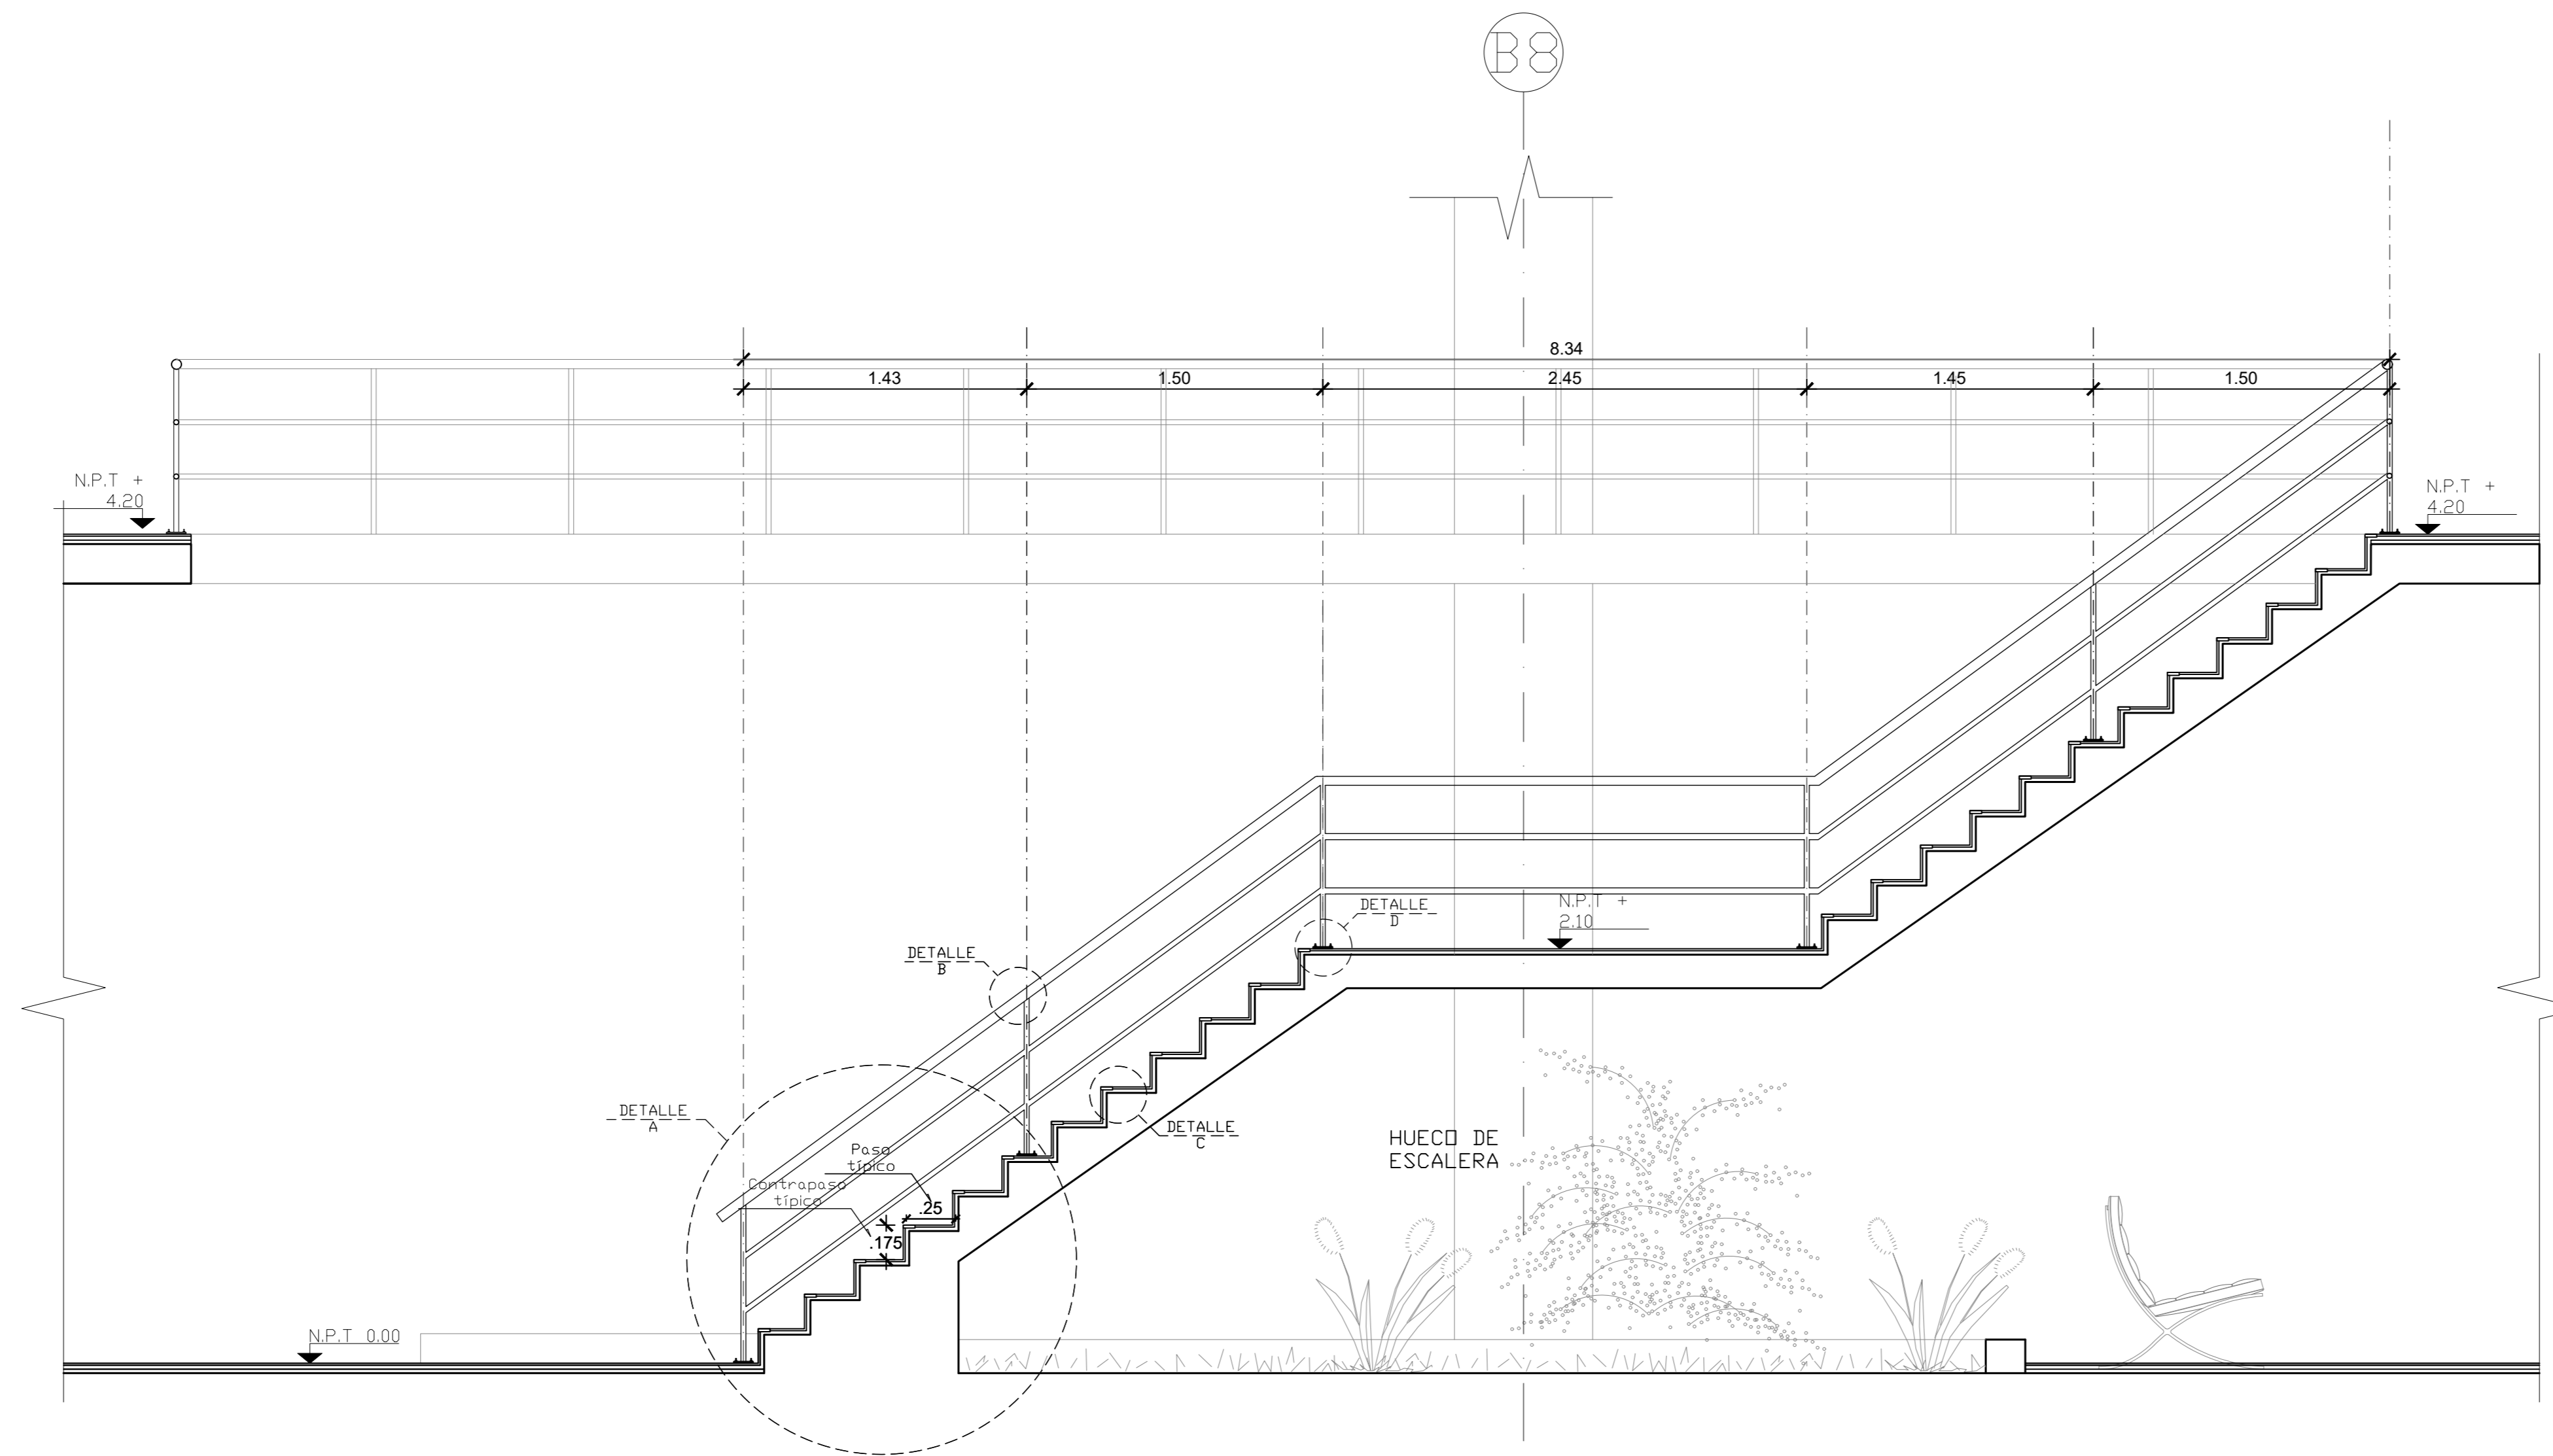 B8
8.34
1.43
1.50
2.45
1.45
1.50
N.P.T +
4.20
N.P.T +
4.20
DETALLE
D
N.P.T +
2.10
DETALLE
B
DETALLE
A
DETALLE
C
HUECO DE
ESCALERA
Paso
típico
Contrapaso
típico
.25
.175
N.P.T 0.00